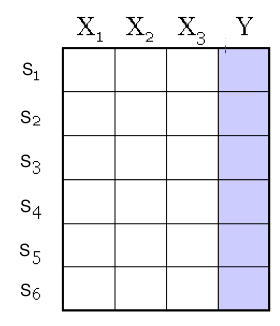 X₁ X₂ X₃ Y
s₁
s₂
s₃
s₄
s₅
s₆